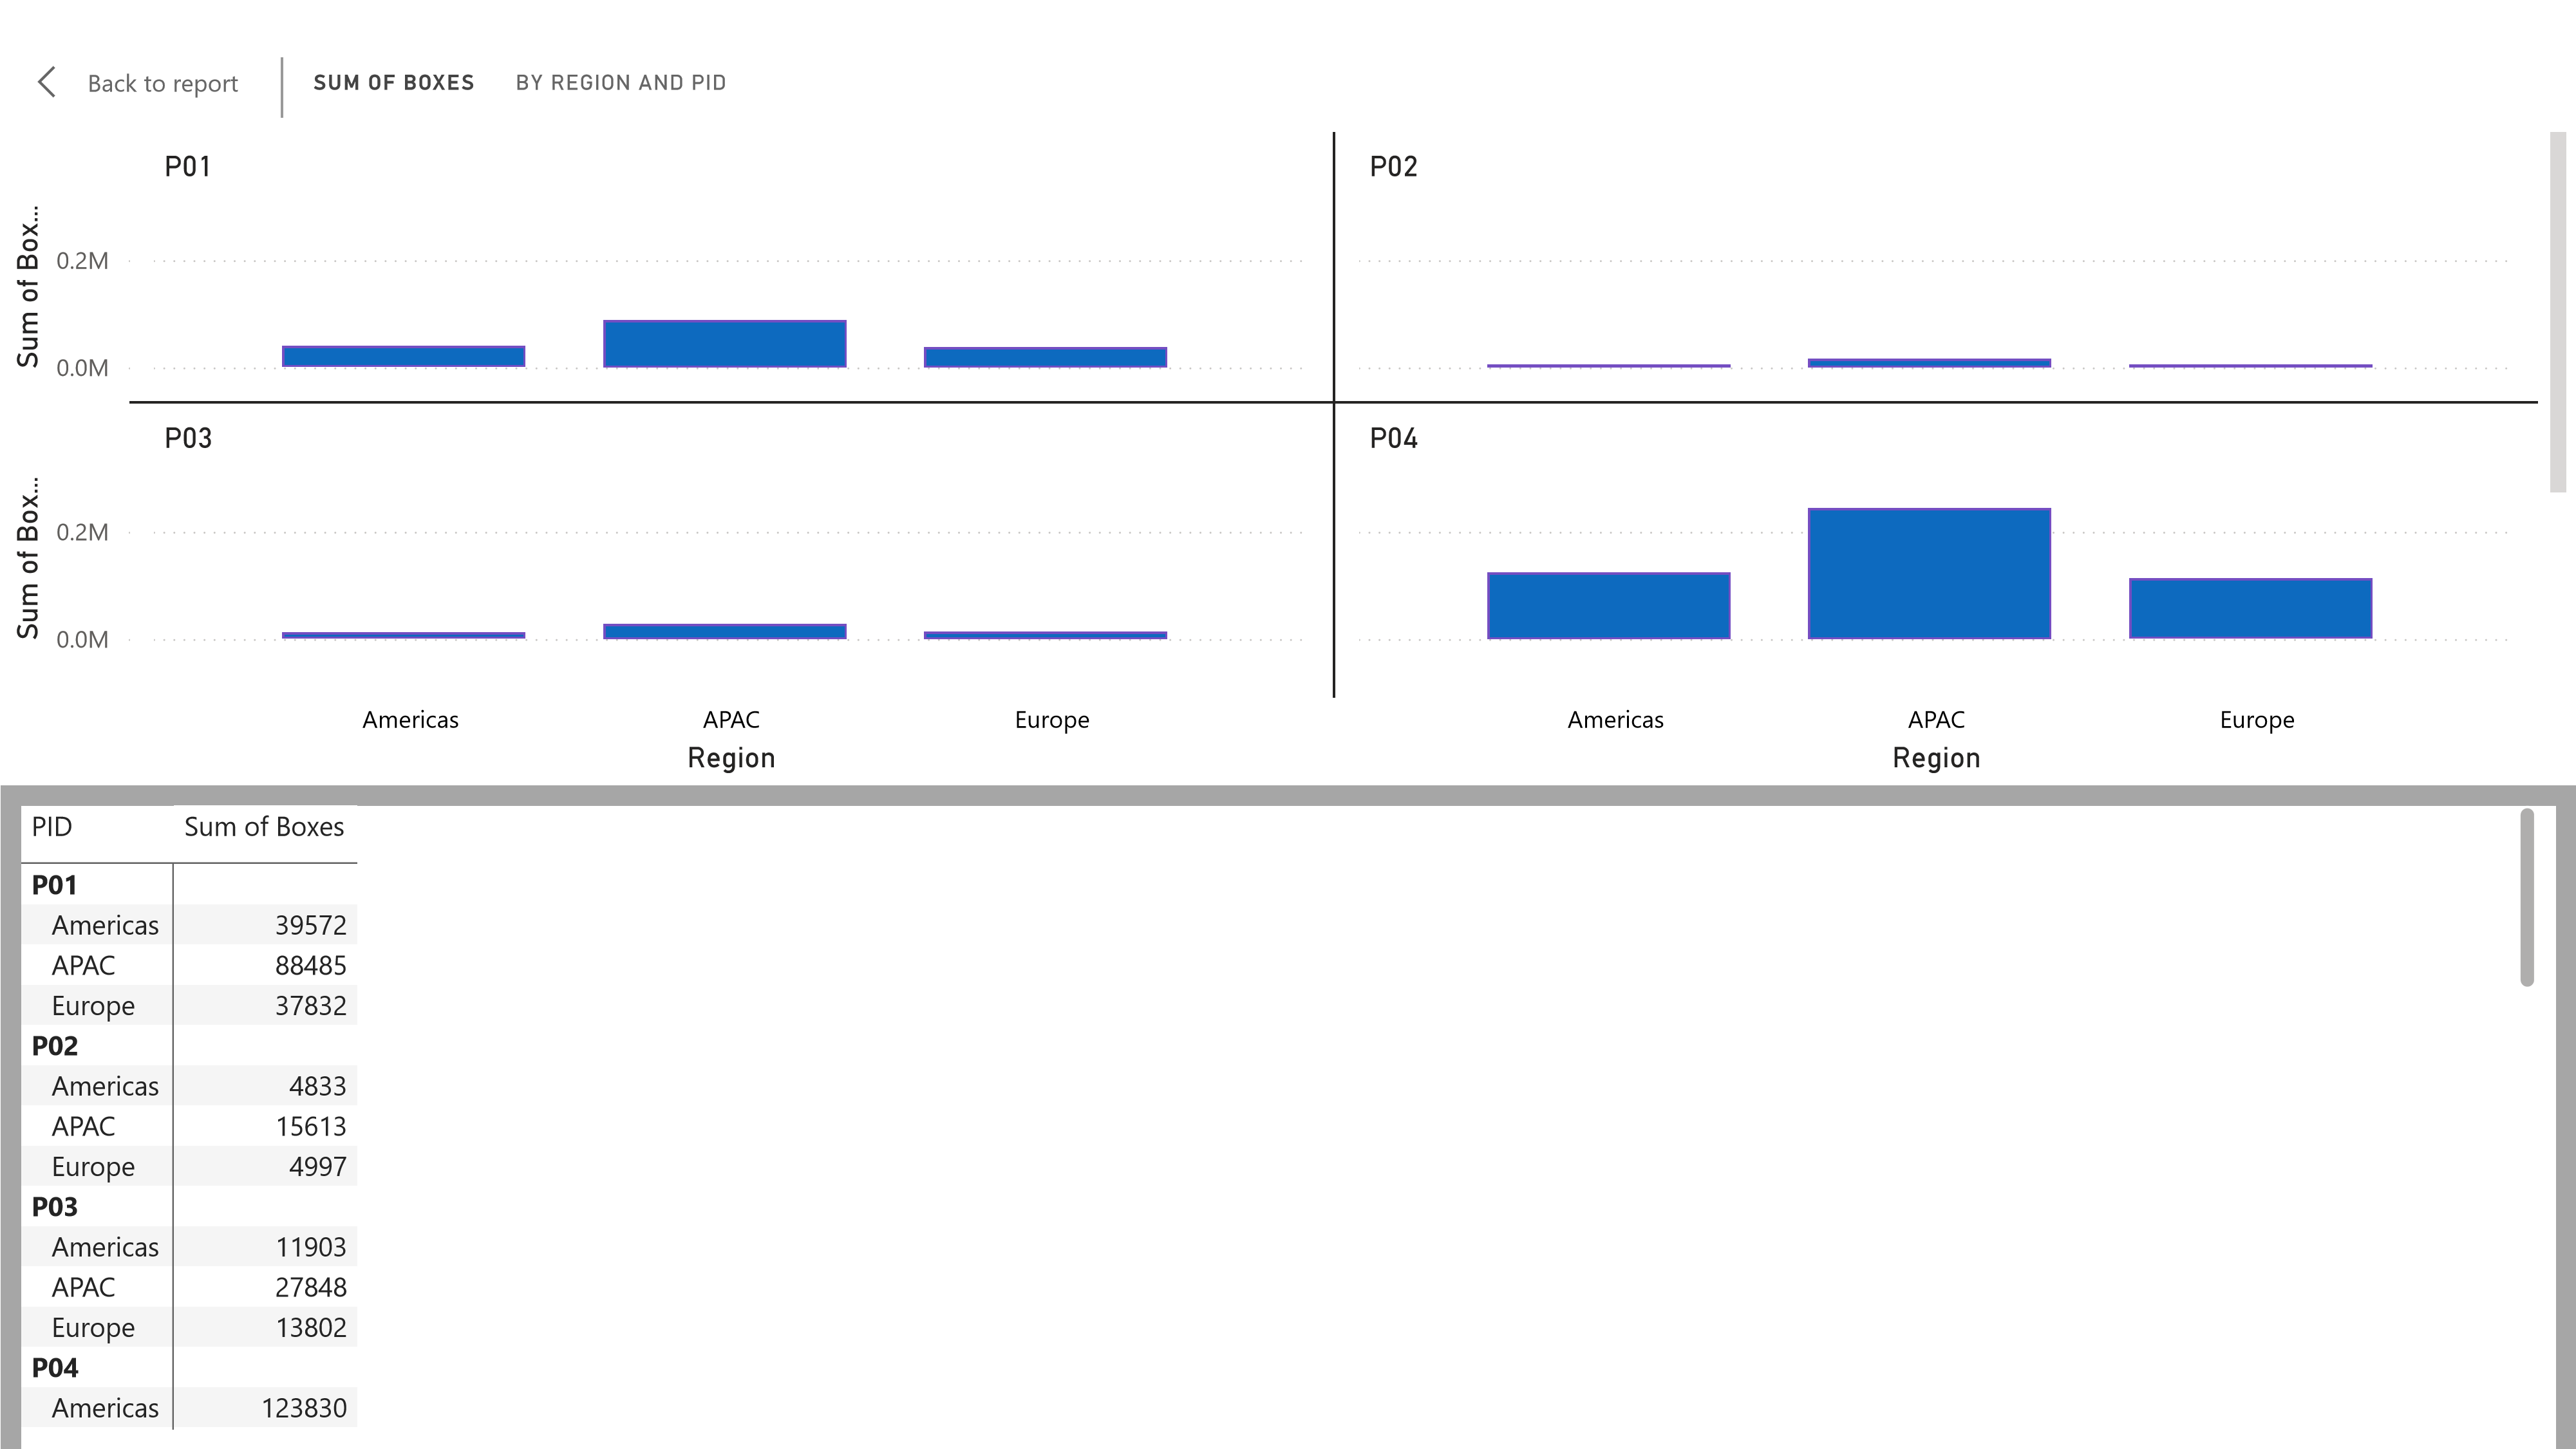 Back to report
SUM OF BOXES BY REGION AND PID
P01
P02
Sum of Box...
0.2M
0.0M
P03
P04
Sum of Box...
0.2M
0.0M
Americas APAC Europe
Americas APAC Europe
Region
Region
PID Sum of Boxes
P01
Americas 39572
APAC 88485
Europe 37832
P02
Americas 4833
APAC 15613
Europe 4997
P03
Americas 11903
APAC 27848
Europe 13802
P04
Americas 123830